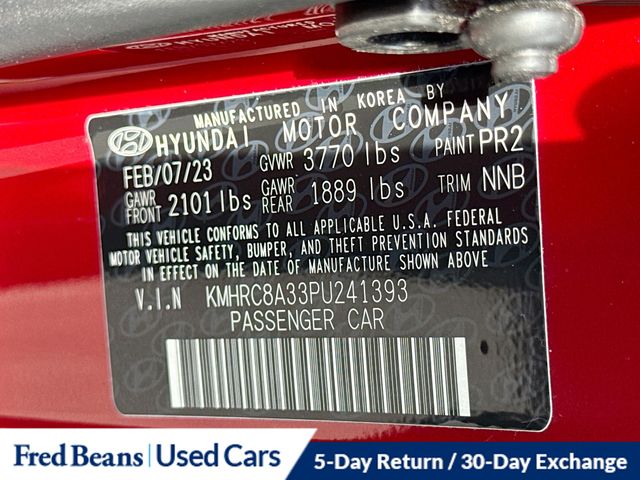 MANUFACTURED IN KOREA BY
HYUNDAI MOTOR COMPANY
FEB/07/23 GVWR 3770 lbs PAINT PR2
GAWR FRONT 2101 lbs GAWR REAR 1889 lbs TRIM NNB
THIS VEHICLE CONFORMS TO ALL APPLICABLE U.S.A. FEDERAL
MOTOR VEHICLE SAFETY, BUMPER, AND THEFT PREVENTION STANDARDS
IN EFFECT ON THE DATE OF MANUFACTURE SHOWN ABOVE
V.I.N KMHRC8A33PU241393
PASSENGER CAR
Fred Beans | Used Cars 5-Day Return / 30-Day Exchange